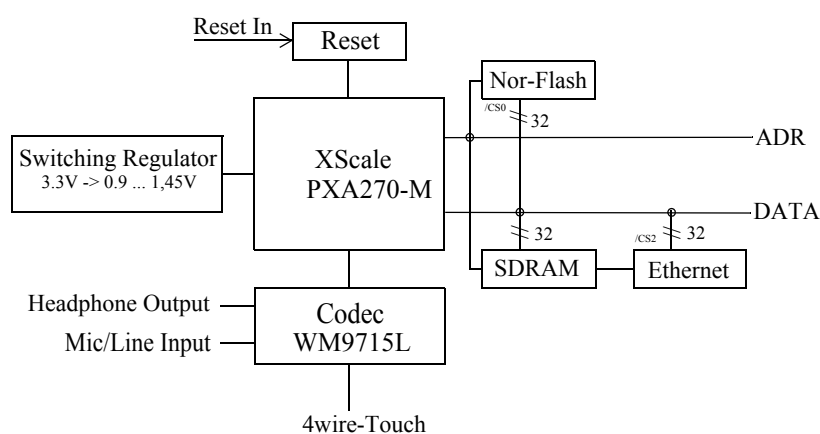 Reset In
Reset
Nor-Flash
/CS0
32
ADR
XScale
PXA270-M
Switching Regulator
3.3V -> 0.9 ... 1,45V
DATA
32
/CS2
32
SDRAM
Ethernet
Headphone Output
Codec
Mic/Line Input
WM9715L
4wire-Touch